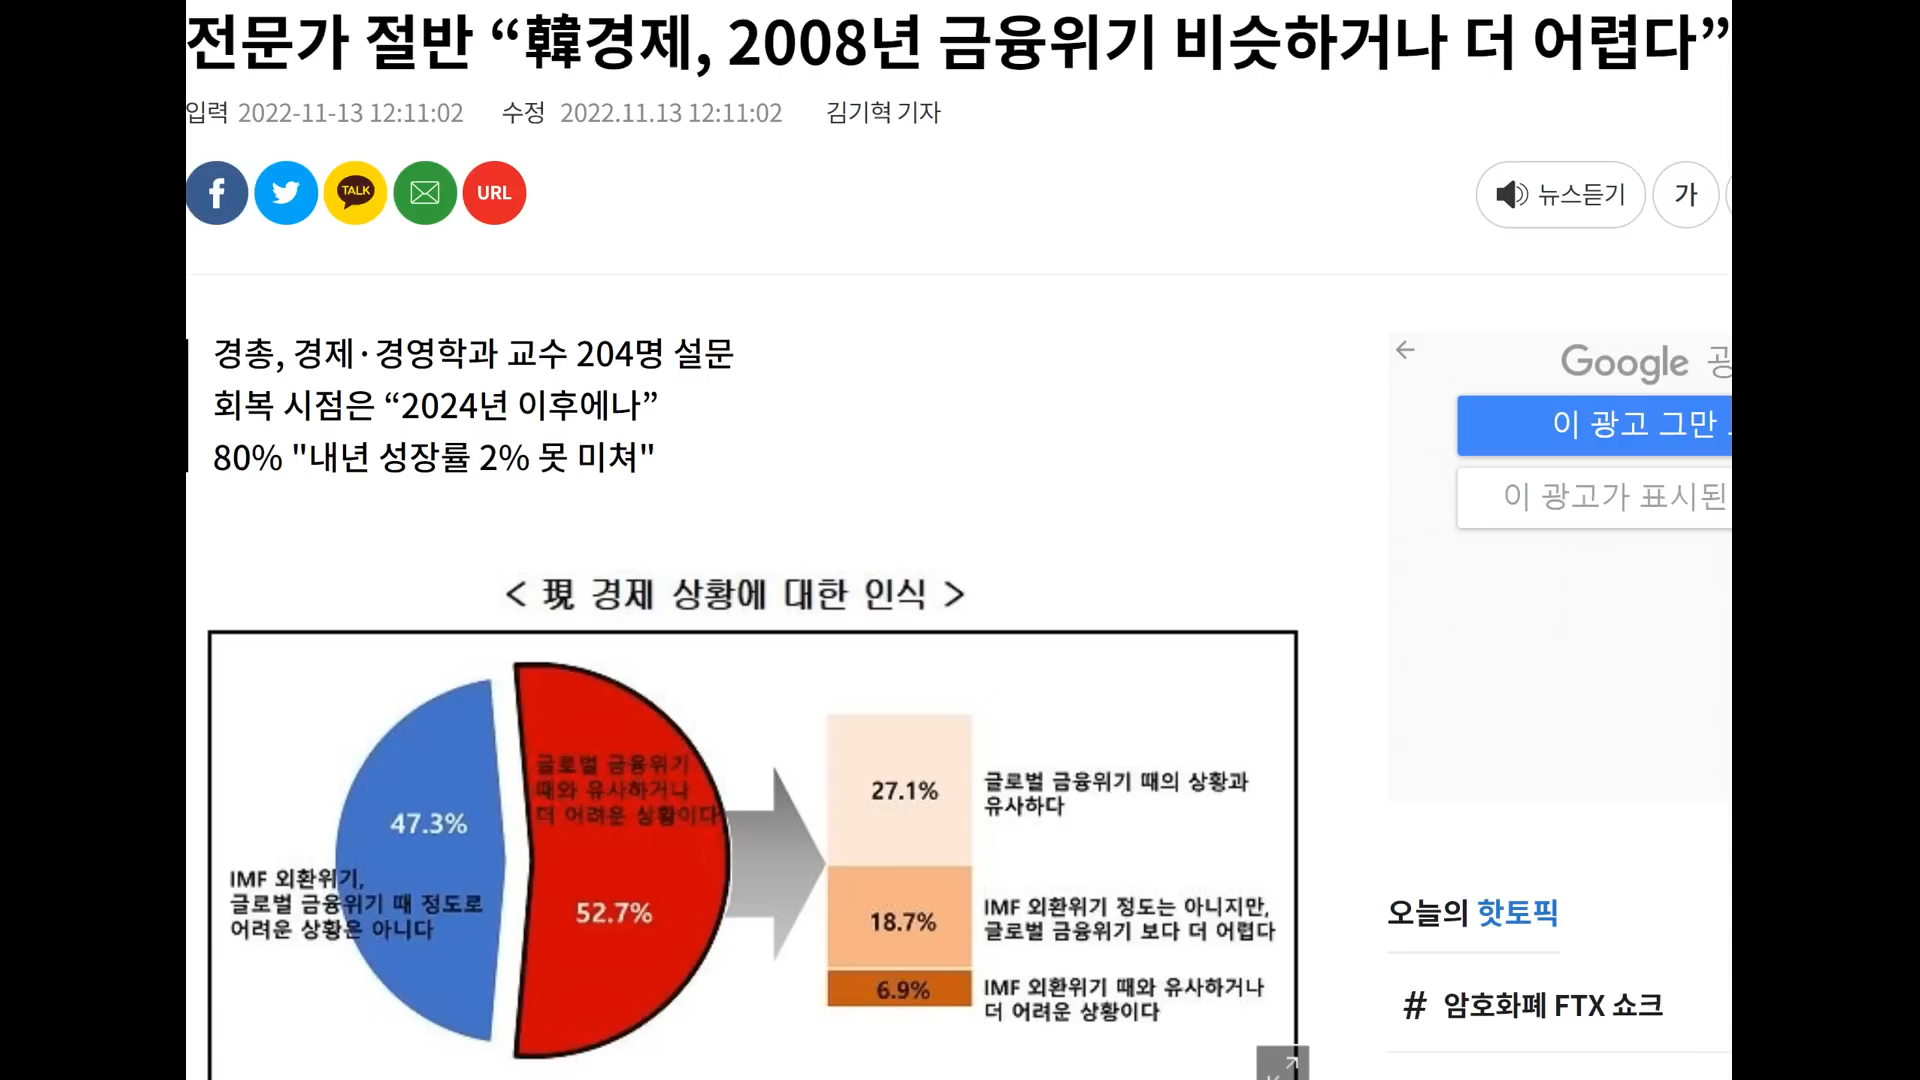 전문가 절반 “韓경제, 2008년 금융위기 비슷하거나 더 어렵다”
입력 2022-11-13 12:11:02 수정 2022.11.13 12:11:02 김기혁 기자
f
TALK
URL
뉴스듣기
가
경총, 경제·경영학과 교수 204명 설문
회복 시점은 “2024년 이후에나”
80% "내년 성장률 2% 못 미쳐"
Google
이 광고 그만
이 광고가 표시된
< 現 경제 상황에 대한 인식 >
47.3%
IMF 외환위기,
글로벌 금융위기 때 정도로
어려운 상황은 아니다
글로벌 금융위기
때와 유사하거나
더 어려운 상황이다
52.7%
27.1%
글로벌 금융위기 때의 상황과
유사하다
18.7%
IMF 외환위기 정도는 아니지만,
글로벌 금융위기 보다 더 어렵다
6.9%
IMF 외환위기 때와 유사하거나
더 어려운 상황이다
오늘의 핫토픽
# 암호화폐 FTX 쇼크